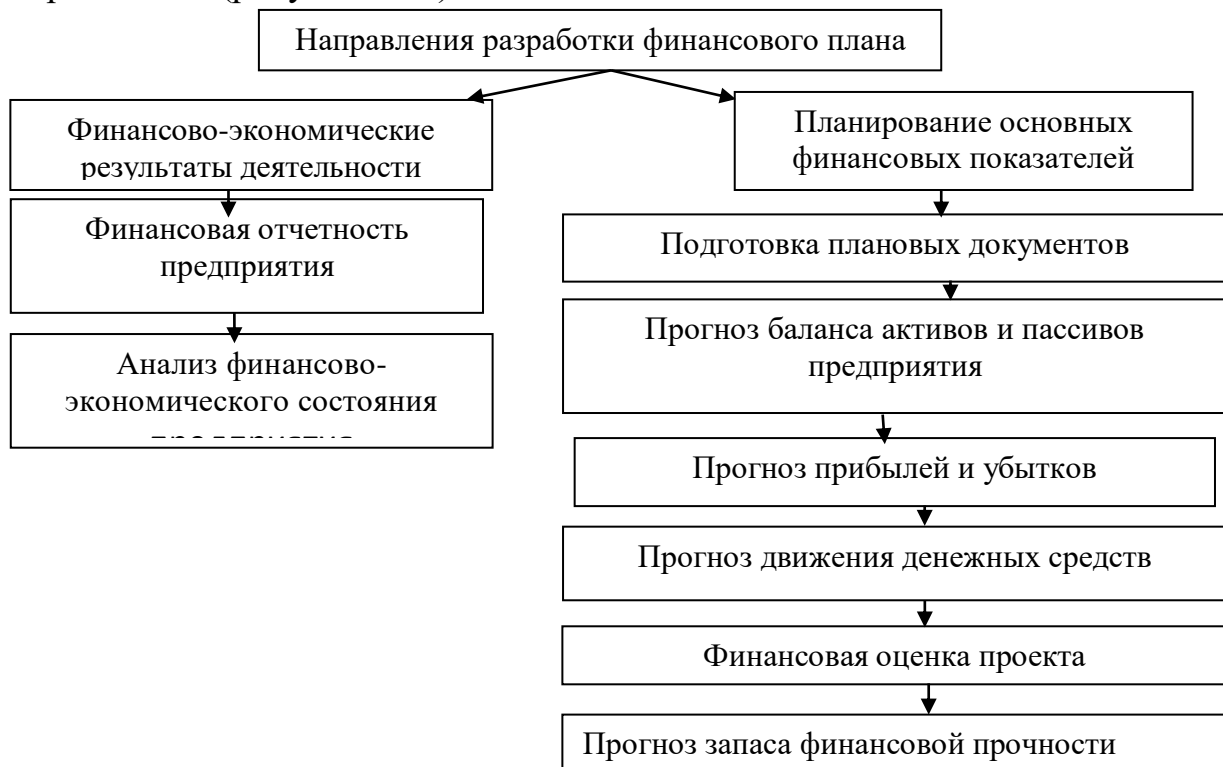 Направления разработки финансового плана
Финансово-экономические
результаты деятельности
Финансовая отчетность
предприятия
Анализ финансово-
экономического состояния
Планирование основных
финансовых показателей
Подготовка плановых документов
Прогноз баланса активов и пассивов
предприятия
Прогноз прибылей и убытков
Прогноз движения денежных средств
Финансовая оценка проекта
Прогноз запаса финансовой прочности